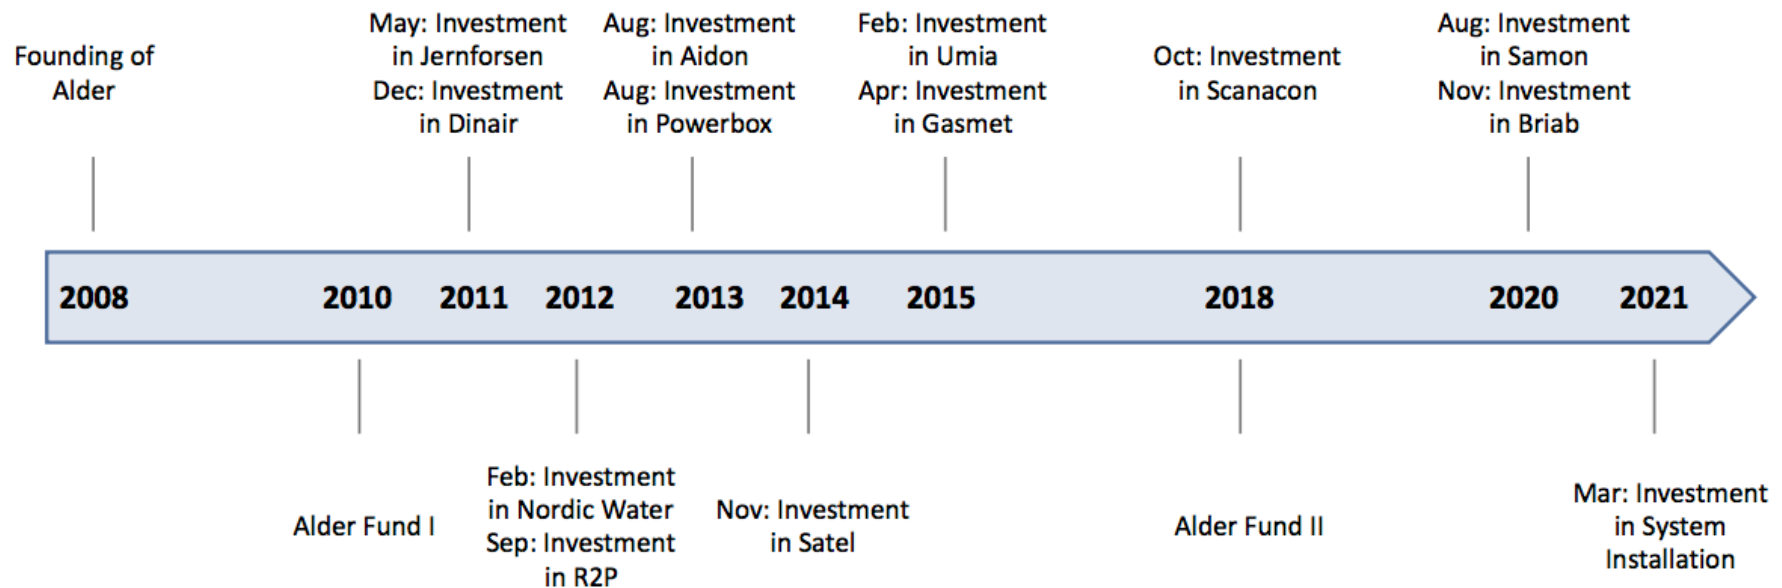 Founding of
Alder
May: Investment
in Jernforsen
Dec: Investment
in Dinair
Aug: Investment
in Aidon
Aug: Investment
in Powerbox
Feb: Investment
in Umia
Apr: Investment
in Gasmet
Oct: Investment
in Scanacon
Aug: Investment
in Samon
Nov: Investment
in Briab
2008 2010 2011 2012 2013 2014 2015 2018 2020 2021
Alder Fund I
Feb: Investment
in Nordic Water
Sep: Investment
in R2P
Nov: Investment
in Satel
Alder Fund II
Mar: Investment
in System
Installation